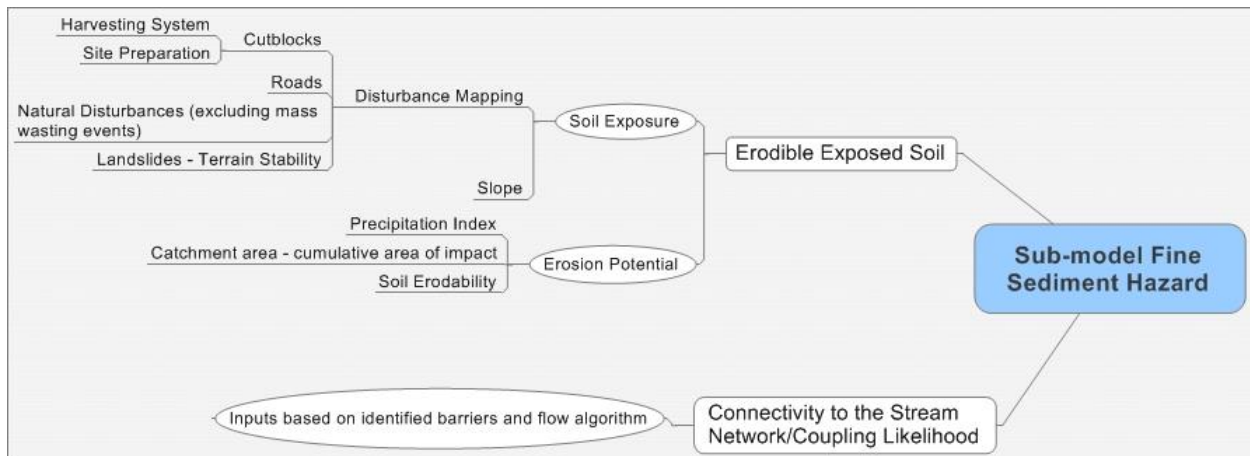 Harvesting System
Site Preparation
Cutblocks
Roads
Natural Disturbances (excluding mass
wasting events)
Landslides - Terrain Stability
Disturbance Mapping
Slope
Soil Exposure
Precipitation Index
Catchment area - cumulative area of impact
Soil Erodability
Erosion Potential
Erodible Exposed Soil
Inputs based on identified barriers and flow algorithm
Connectivity to the Stream
Network/Coupling Likelihood
Sub-model Fine
Sediment Hazard